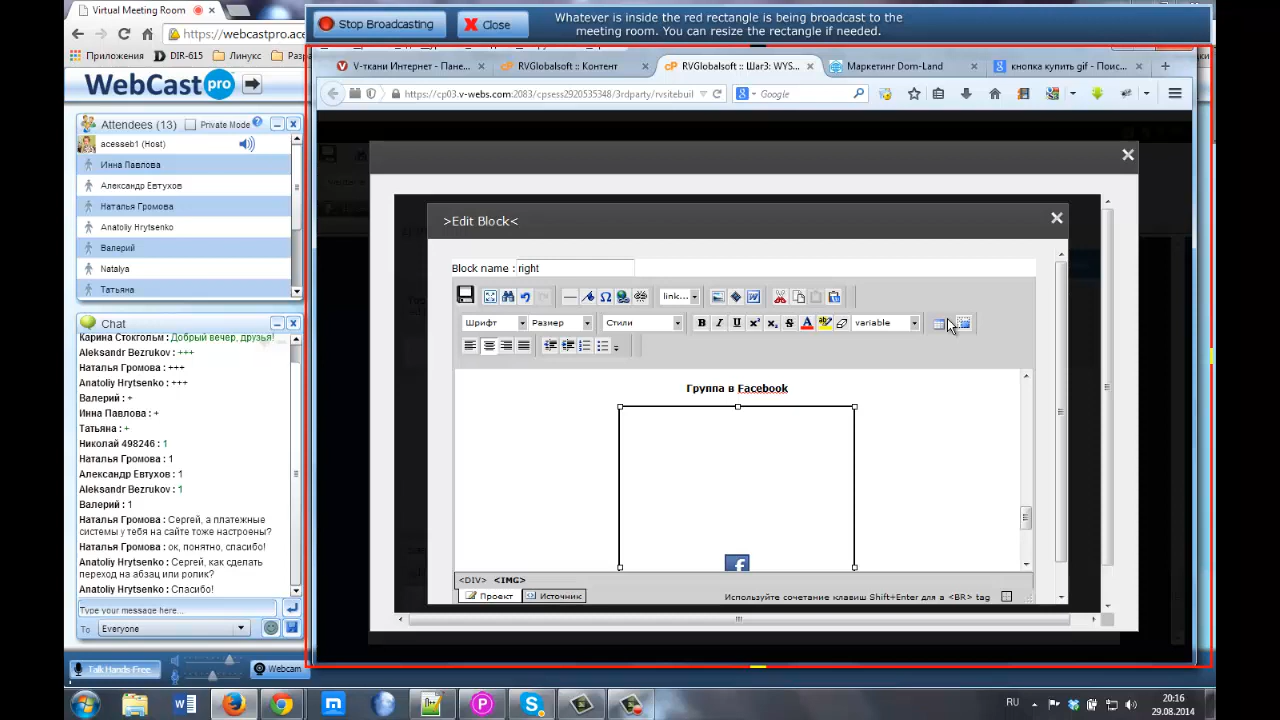 Virtual Meeting Room
https://webcastpro.ace
Приложения DIR-615 Линукс Разр
WebCast pro
Stop Broadcasting
Close
Whatever is inside the red rectangle is being broadcast to the
meeting room. You can resize the rectangle if needed.
V-ткани Интернет - Пане...
RVGlobalsoft :: Контент
RVGlobalsoft :: Шаг3: WYS...
Маркетинг Dom-Land
кнопка купить gif - Поис...
https://cp03.v-webs.com:2083/cpsess2920535348/3rdparty/rvsitebuil
Google
Attendees (13) Private Mode
acesseb1 (Host)
Инна Павлова
Александр Евтухов
Наталья Громова
Anatoliy Hrytsenko
Валерий
Natalya
Татьяна
Chat
Карина Стокгольм : Добрый вечер, друзья!
Aleksandr Bezrukov : +++
Наталья Громова : +++
Anatoliy Hrytsenko : +++
Валерий : +
Инна Павлова : +
Татьяна : +
Николай 498246 : 1
Наталья Громова : 1
Александр Евтухов : 1
Aleksandr Bezrukov : 1
Валерий : 1
Наталья Громова : Сергей, а платежные
системы у тебя на сайте тоже настроены?
Наталья Громова : ок, понятно, спасибо!
Anatoliy Hrytsenko : Сергей, как сделать
переход на абзац или ролик?
Anatoliy Hrytsenko : Спасибо!
Type your message here...
To Everyone
Talk Hands-Free
Webcam
>Edit Block<
Block name : right
link...
Шрифт Размер Стили variable
Группа в Facebook
<DIV> <IMG>
Проект Источник
Используйте сочетание клавиш Shift+Enter для a <BR> tag
RU
20:16
29.08.2014